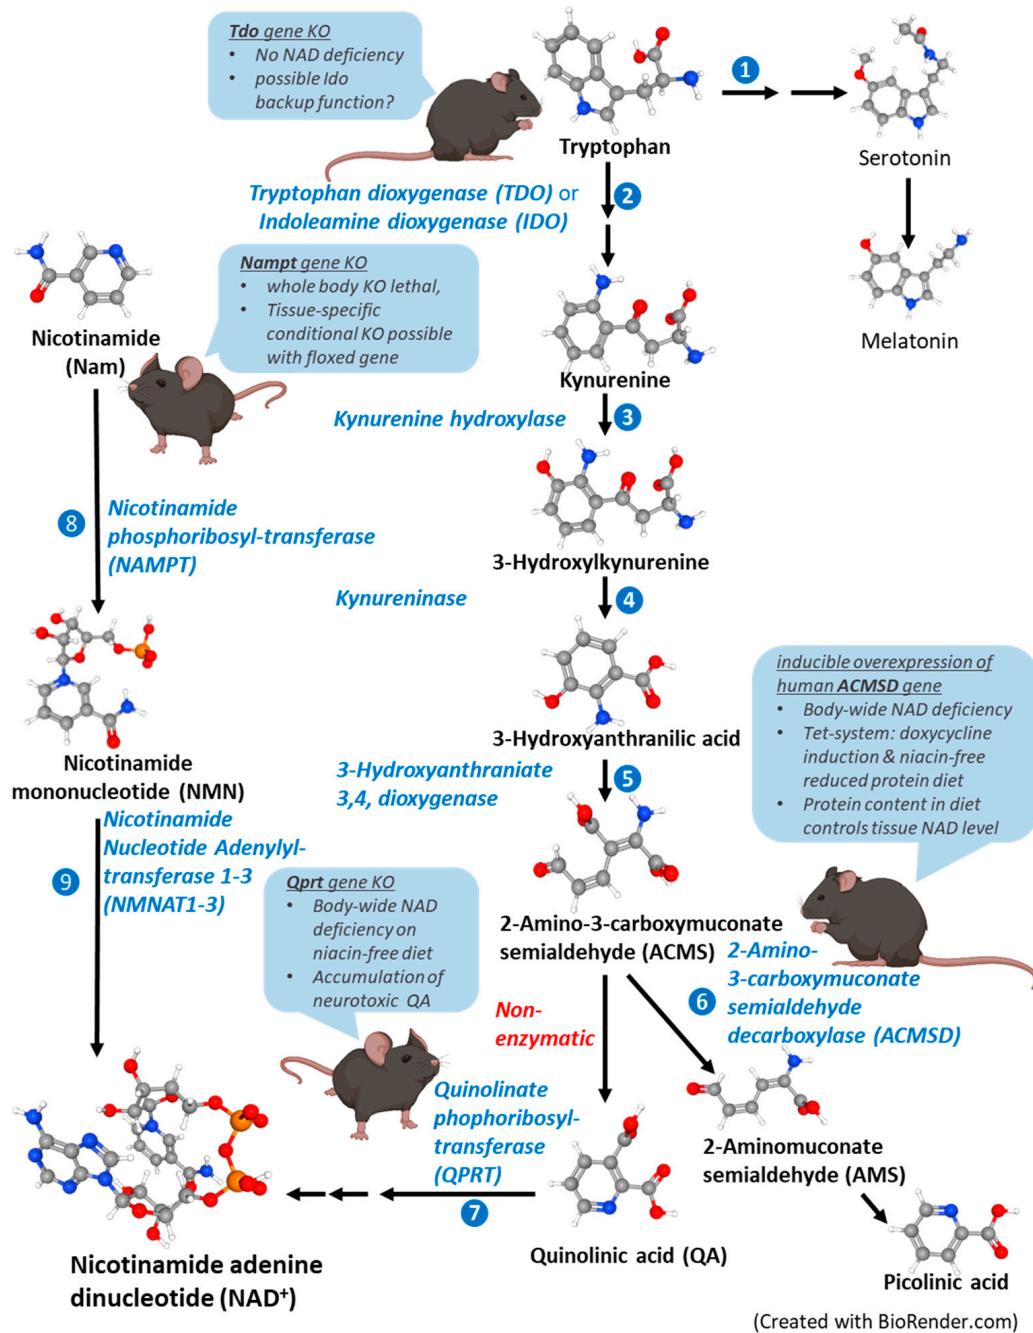 Tdo gene KO
• No NAD deficiency
• possible Ido
backup function?
Tryptophan
1
Serotonin
Melatonin
Tryptophan dioxygenase (TDO) or
Indoleamine dioxygenase (IDO)
2
Nicotinamide
(Nam)
Nampt gene KO
• whole body KO lethal,
• Tissue-specific
conditional KO possible
with floxed gene
Kynurenine
Kynurenine hydroxylase
3
8
Nicotinamide
phosphoribosyl-transferase
(NAMPT)
3-Hydroxylkynurenine
Kynureninase
4
Nicotinamide
mononucleotide (NMN)
3-Hydroxyanthranilic acid
3-Hydroxyanthraniate
3,4, dioxygenase
5
inducible overexpression of
human ACMSD gene
• Body-wide NAD deficiency
• Tet-system: doxycycline
induction & niacin-free
reduced protein diet
• Protein content in diet
controls tissue NAD level
9
Nicotinamide
Nucleotide Adenylyl-
transferase 1-3
(NMNAT1-3)
Qprt gene KO
• Body-wide NAD
deficiency on
niacin-free diet
• Accumulation of
neurotoxic QA
2-Amino-3-carboxymuconate
semialdehyde (ACMS)
Non-
enzymatic
6
2-Amino-
3-carboxymuconate
semialdehyde
decarboxylase (ACMSD)
2-Aminomuconate
semialdehyde (AMS)
Quinolinate
phophoribosyl-
transferase
(QPRT)
7
Quinolinic acid (QA)
Picolinic acid
Nicotinamide adenine
dinucleotide (NAD⁺)
(Created with BioRender.com)